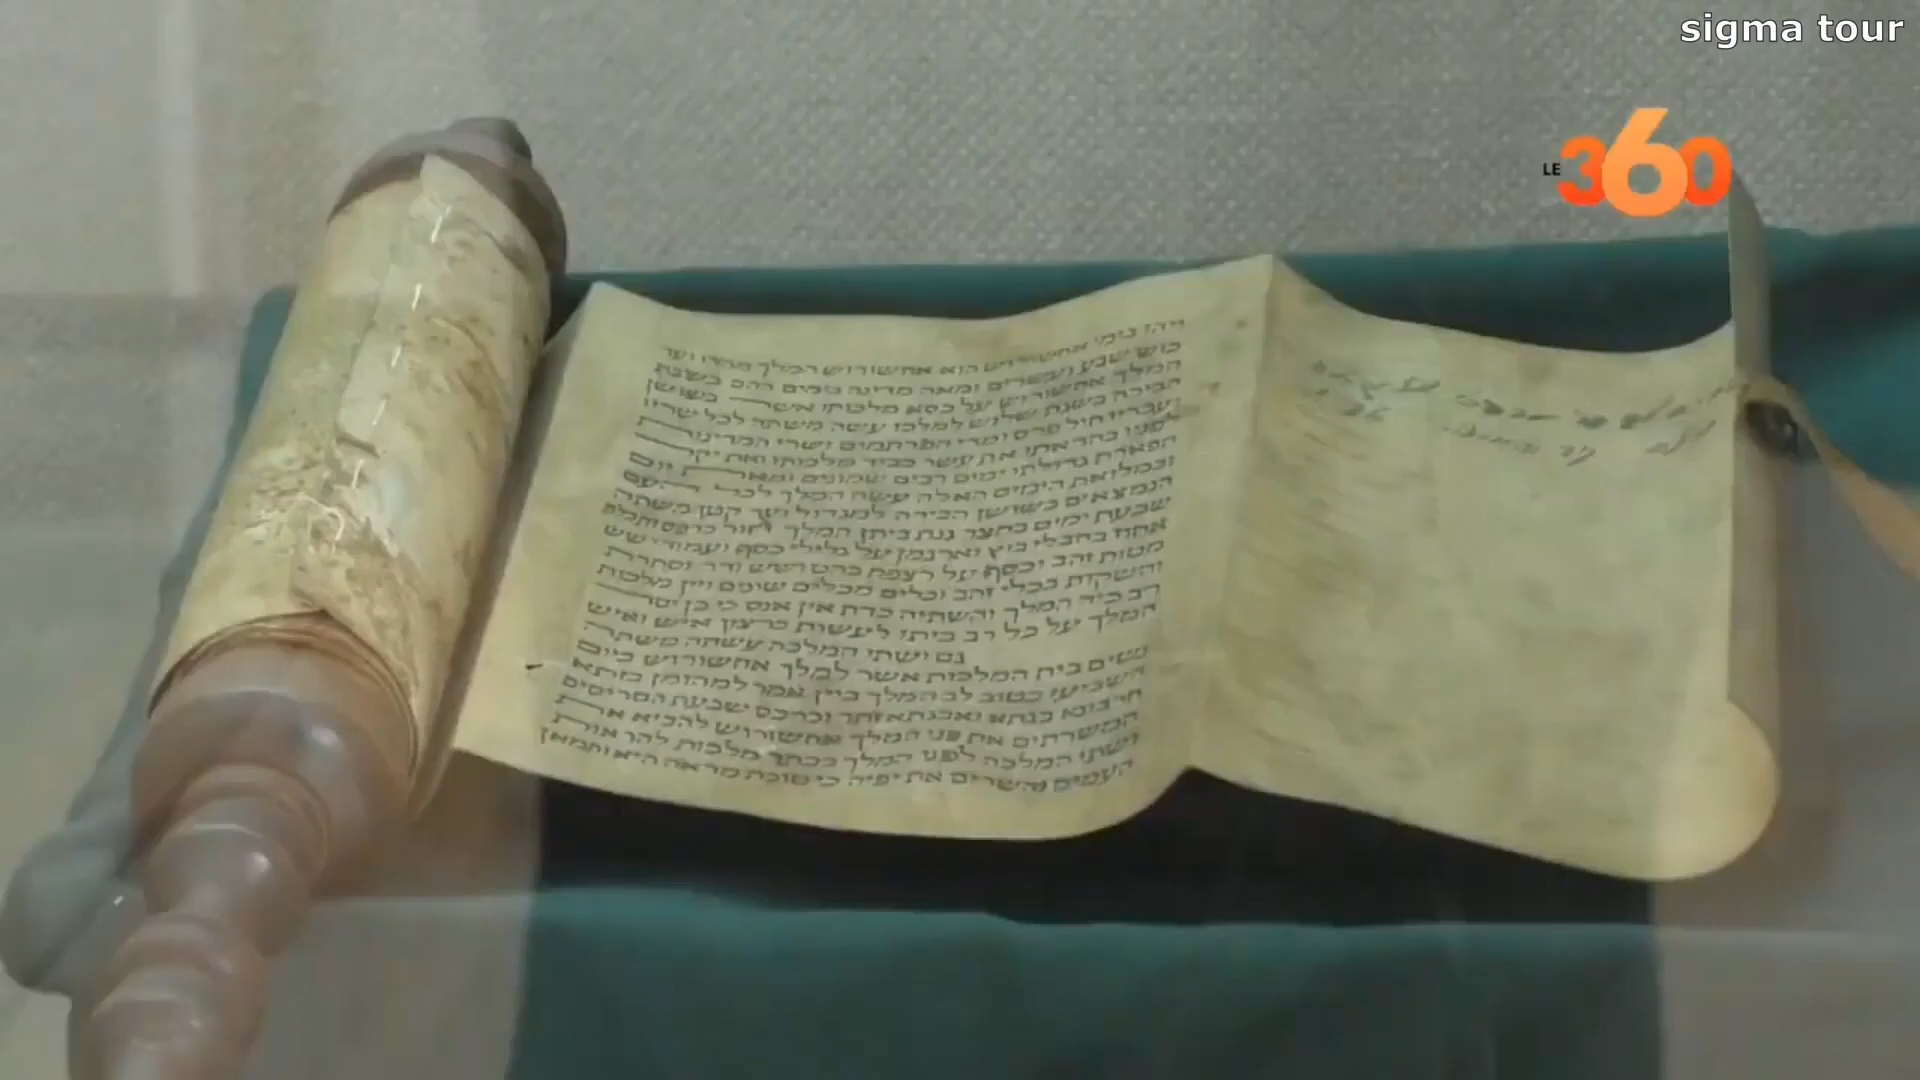 sigma tour
LE 360
ויהי בימי אחשורוש הוא אחשורוש המלך מהדו ועד
כוש שבע ועשרים ומאה מדינה בימים ההם כשבת
המלך אחשורוש על כסא מלכותו אשר בשושן
הבירה בשנת שלוש למלכו עשה משתה לכל שריו
ועבדיו חיל פרס ומדי הפרתמים ושרי המדינות
לפניו בהראתו את עשר כבוד מלכותו ואת יקר
תפארת גדולתו ימים רבים שמונים ומאת יום
ובמלואת הימים האלה עשה המלך לכל העם
הנמצאים בשושן הבירה למגדול ועד קטן משתה
שבעת ימים בחצר גנת ביתן המלך חור כרפס ותכלת
אחוז בחבלי בוץ וארגמן על גלילי כסף ועמודי שש
מטות זהב וכסף על רצפת בהט ושש ודר וסחרת
והשקות בכלי זהב וכלים מכלים שונים ויין מלכות
רב כיד המלך והשתיה כדת אין אנס כי כן יסד
המלך על כל רב ביתו לעשות כרצון איש ואיש
גם ושתי המלכה עשתה משתה
נשים בית המלכות אשר למלך אחשורוש ביום
השביעי כטוב לב המלך ביין אמר למהומן בזתא
חרבונא בגתא ואבגתא זתר וכרכס שבעת הסריסים
המשרתים את פני המלך אחשורוש להביא את
ושתי המלכה לפני המלך בכתר מלכות להראות
העמים והשרים את יפיה כי טובת מראה היא ותמאן